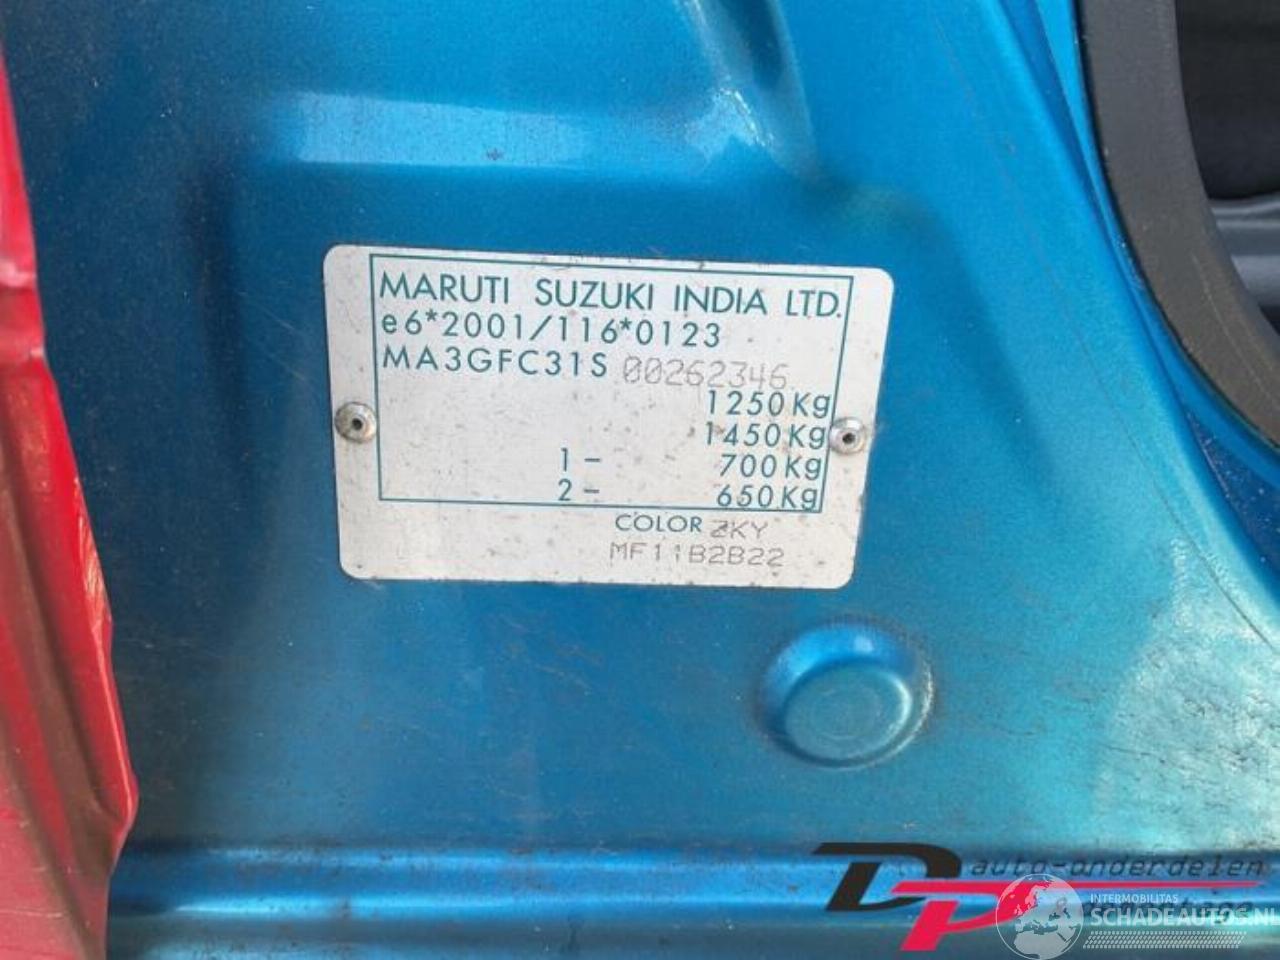 MARUTI SUZUKI INDIA LTD.
e6*2001/116*0123
MA3GFC31S 00262346
1250Kg
1450Kg
1- 700Kg
2- 650Kg
COLOR ZKY
MF11B2B22
DP auto-onderdelen
INTERMOBILITAS
SCHADEAUTOS.NL